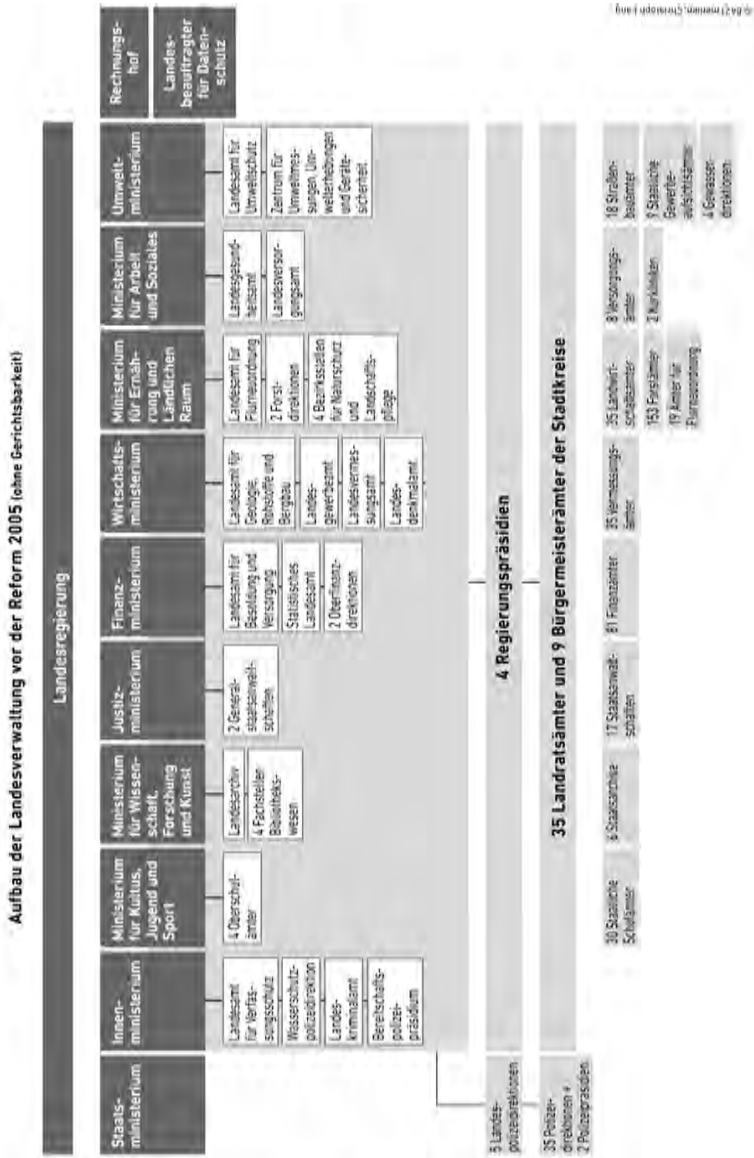 Aufbau der Landesverwaltung vor der Reform 2005 (ohne Gerichtsbarkeit)
Landesregierung
Staats-
ministerium
Innen-
ministerium
Ministerium
für Kultus,
Jugend und
Sport
Ministerium
für Wissen-
schaft,
Forschung
und Kunst
Justiz-
ministerium
Finanz-
ministerium
Wirtschafts-
ministerium
Ministerium
für Ernäh-
rung und
Ländlichen
Raum
Ministerium
für Arbeit
und Soziales
Umwelt-
ministerium
Rechnungs-
hof
Landes-
beauftragter
für Daten-
schutz
Landesamt
für Verfas-
sungsschutz
Wasserschutz-
polizeidirektion
Landes-
kriminalamt
Bereitschafts-
polizei-
präsidium
4 Oberschul-
ämter
Landesarchiv
4 Fachstellen
Bibliotheks-
wesen
2 General-
staatsanwalt-
schaften
Landesamt für
Besoldung und
Versorgung
Statistisches
Landesamt
2 Oberfinanz-
direktionen
Landesamt für
Geologie,
Rohstoffe und
Bergbau
Landes-
gewerbeamt
Landesvermes-
sungsamt
Landes-
denkmalamt
Landesamt für
Flurneuordnung
2 Forst-
direktionen
4 Bezirksstellen
für Naturschutz
und
Landschafts-
pflege
Landesgesund-
heitsamt
Landesversor-
gungsamt
Landesamt für
Umweltschutz
Zentrum für
Umweltmes-
sungen, Um-
welterhebungen
und Geräte-
sicherheit
5 Landes-
polizeidirektionen
4 Regierungspräsidien
35 Polizei-
direktionen +
2 Polizeipräsidien
35 Landratsämter und 9 Bürgermeisterämter der Stadtkreise
30 Staatliche
Schulämter
6 Staatsarchive
17 Staatsanwalt-
schaften
81 Finanzämter
35 Vermessungs-
ämter
35 Landwirt-
schaftsämter
153 Forstämter
19 Ämter für
Flurneuordnung
8 Versorgungs-
ämter
2 Kurkliniken
18 Straßen-
bauämter
9 Staatliche
Gewerbe-
aufsichtsämter
4 Gewässer-
direktionen